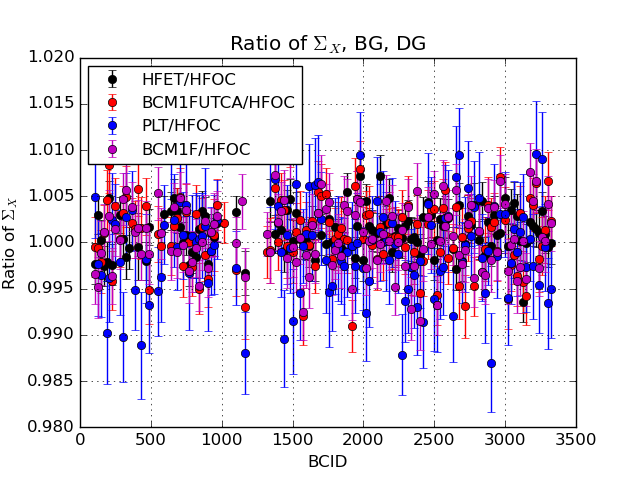 Ratio of Σ_X, BG, DG
1.020
1.015
1.010
1.005
1.000
0.995
0.990
0.985
0.980
Ratio of Σ_X
HFET/HFOC
BCM1FUTCA/HFOC
PLT/HFOC
BCM1F/HFOC
0 500 1000 1500 2000 2500 3000 3500
BCID